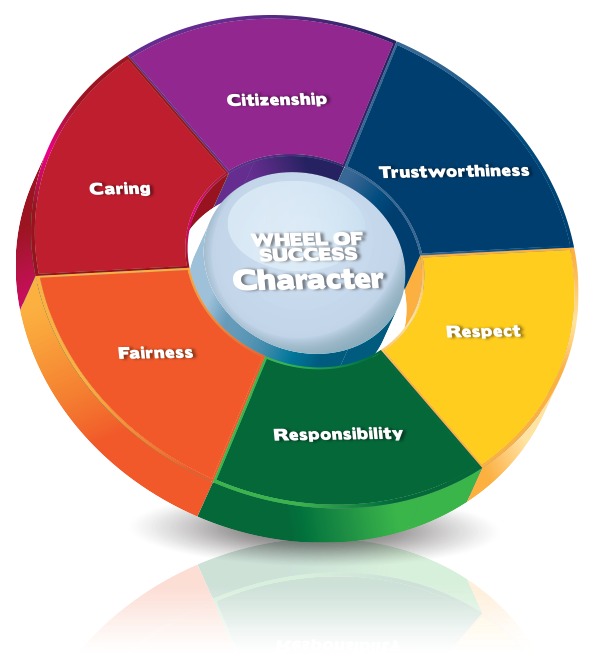 Citizenship
Trustworthiness
Caring
WHEEL OF
SUCCESS
Character
Respect
Fairness
Responsibility